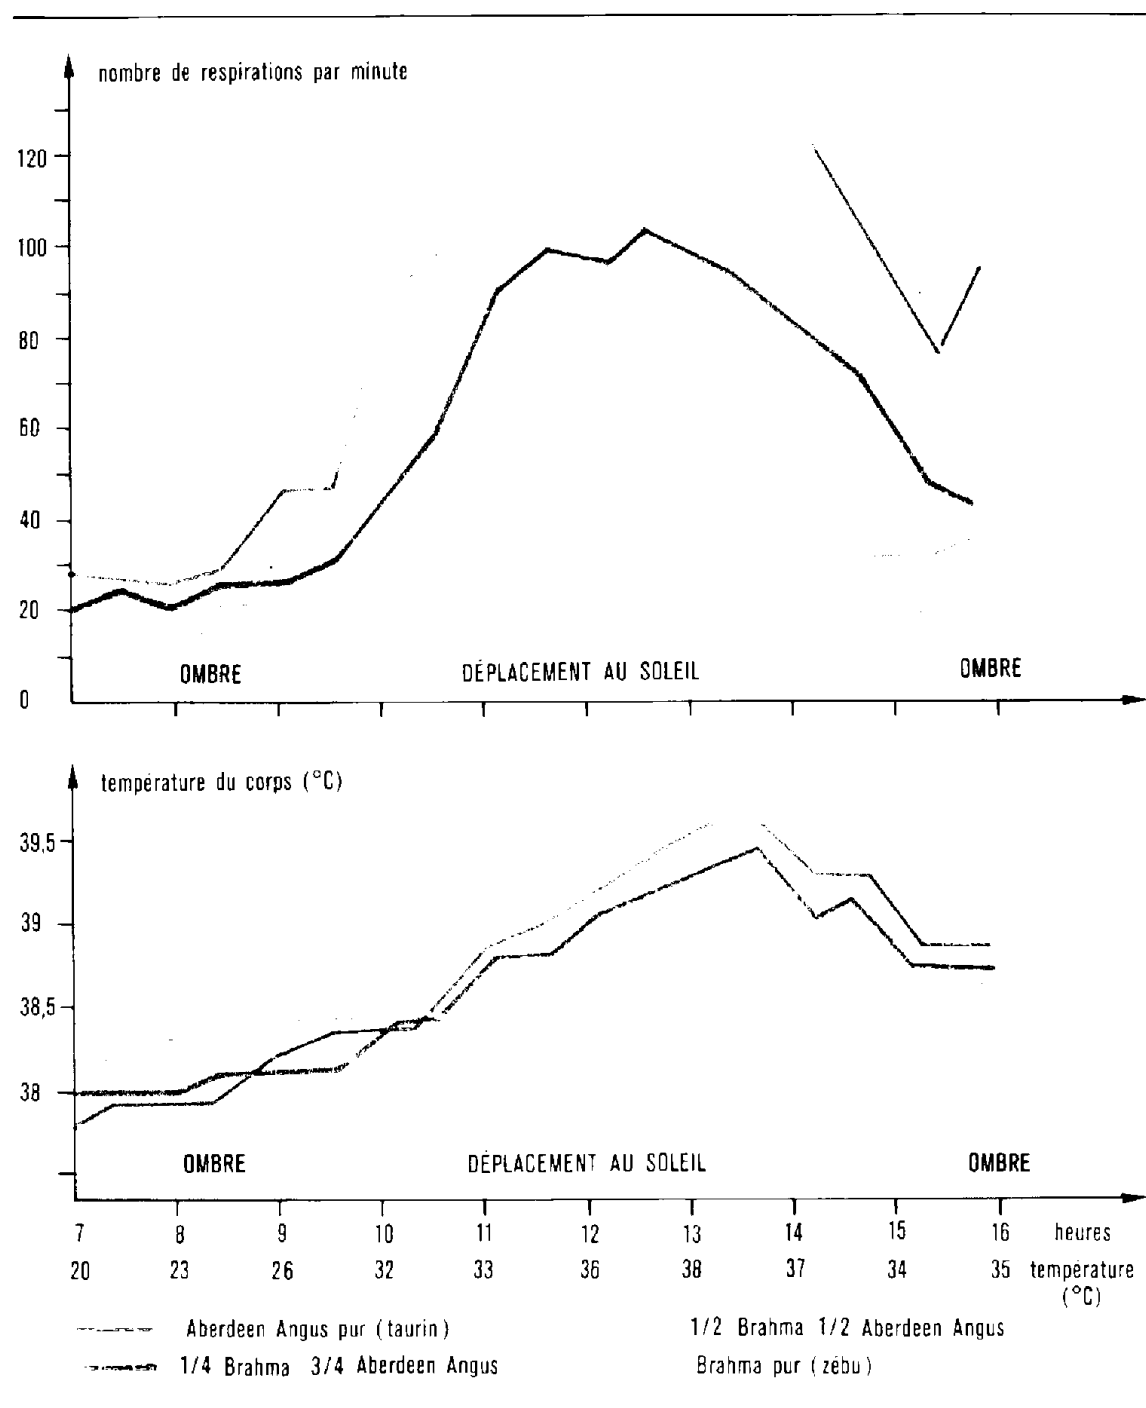 nombre de respirations par minute
120
100
80
60
40
20
0
OMBRE DÉPLACEMENT AU SOLEIL OMBRE
température du corps (°C)
39,5
39
38,5
38
OMBRE DÉPLACEMENT AU SOLEIL OMBRE
7 8 9 10 11 12 13 14 15 16 heures
20 23 26 32 33 36 38 37 34 35 température
(°C)
Aberdeen Angus pur (taurin) 1/2 Brahma 1/2 Aberdeen Angus
1/4 Brahma 3/4 Aberdeen Angus Brahma pur (zébu)